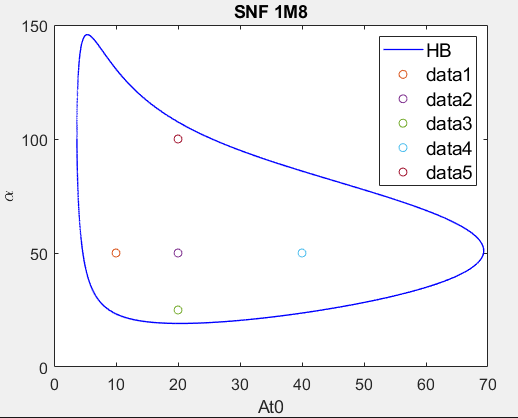 SNF 1M8
HB
data1
data2
data3
data4
data5
150
100
50
0
α
0 10 20 30 40 50 60 70
At0